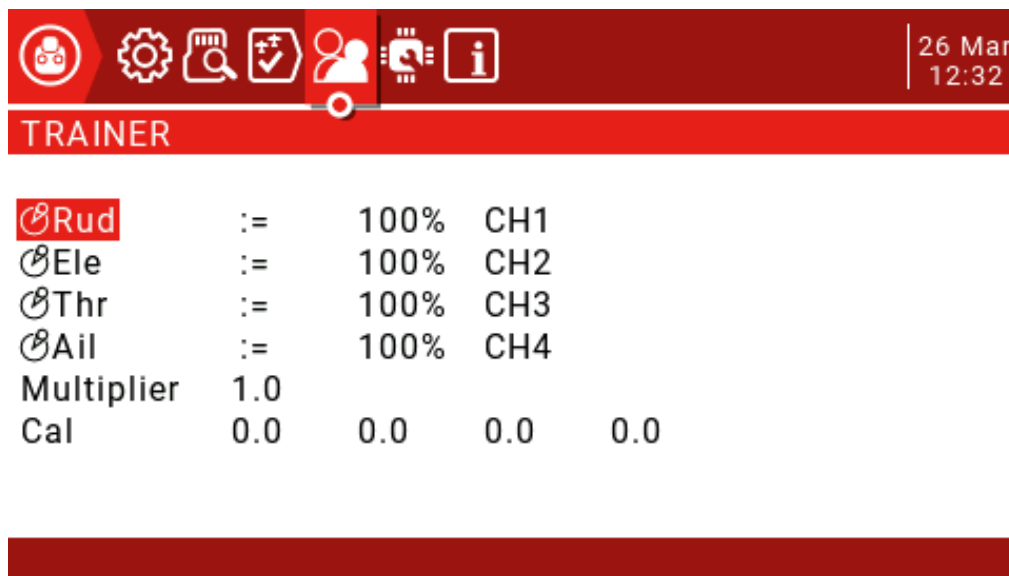 26 Mar
12:32
TRAINER
Rud := 100% CH1
Ele := 100% CH2
Thr := 100% CH3
Ail := 100% CH4
Multiplier 1.0
Cal 0.0 0.0 0.0 0.0